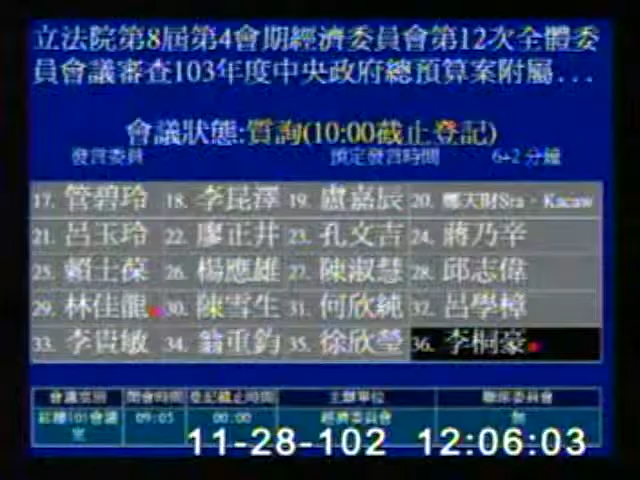 立法院第8屆第4會期經濟委員會第12次全體委
員會議審查103年度中央政府總預算案附屬...
會議狀態:質詢(10:00截止登記)
發言委員 預定發言時間 6+2 分鐘
17. 管碧玲 18. 李昆澤 19. 盧嘉辰 20. 鄭天財Sra．Kacaw
21. 呂玉玲 22. 廖正井 23. 孔文吉 24. 蔣乃辛
25. 賴士葆 26. 楊應雄 27. 陳淑慧 28. 邱志偉
29. 林佳龍 30. 陳雪生 31. 何欣純 32. 呂學樟
33. 李貴敏 34. 翁重鈞 35. 徐欣瑩 36. 李桐豪
會議室別 開會時間 登記截止時間 主辦單位 聯席委員會
紅樓101會議 09:05 00:00 經濟委員會 無
室
11-28-102 12:06:03